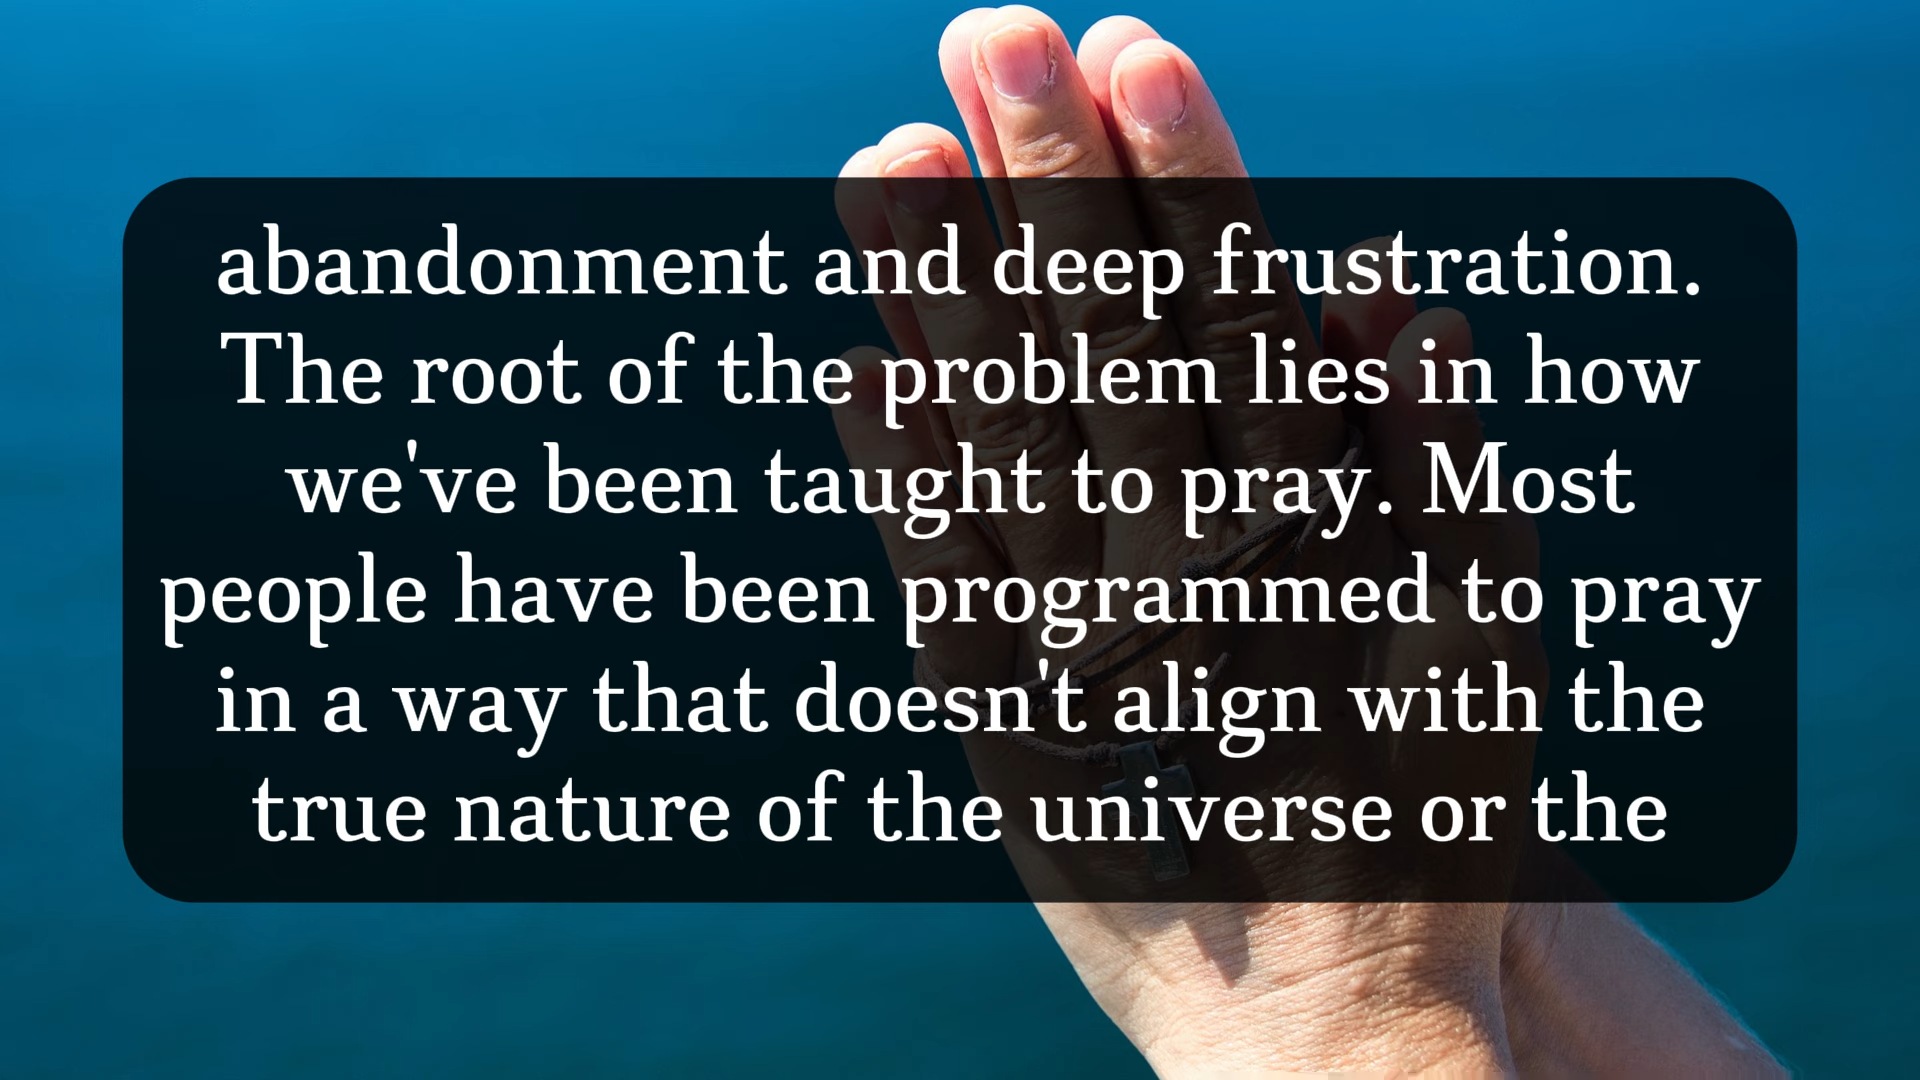 abandonment and deep frustration.
The root of the problem lies in how
we've been taught to pray. Most
people have been programmed to pray
in a way that doesn't align with the
true nature of the universe or the